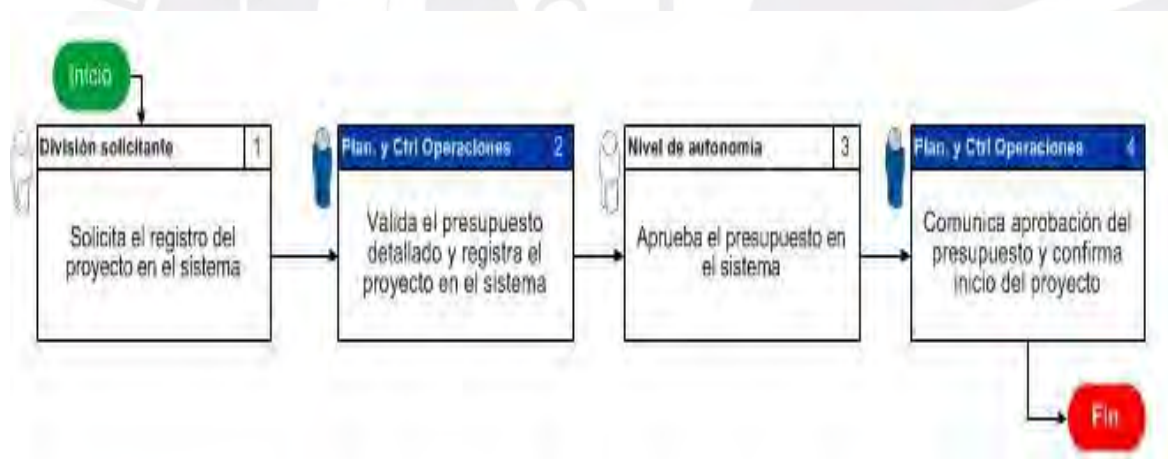 Inicio
División solicitante 1
Solicita el registro del
proyecto en el sistema
Plan. y Ctrl Operaciones 2
Valida el presupuesto
detallado y registra el
proyecto en el sistema
Nivel de autonomía 3
Aprueba el presupuesto en
el sistema
Plan. y Ctrl Operaciones 4
Comunica aprobación del
presupuesto y confirma
inicio del proyecto
Fin